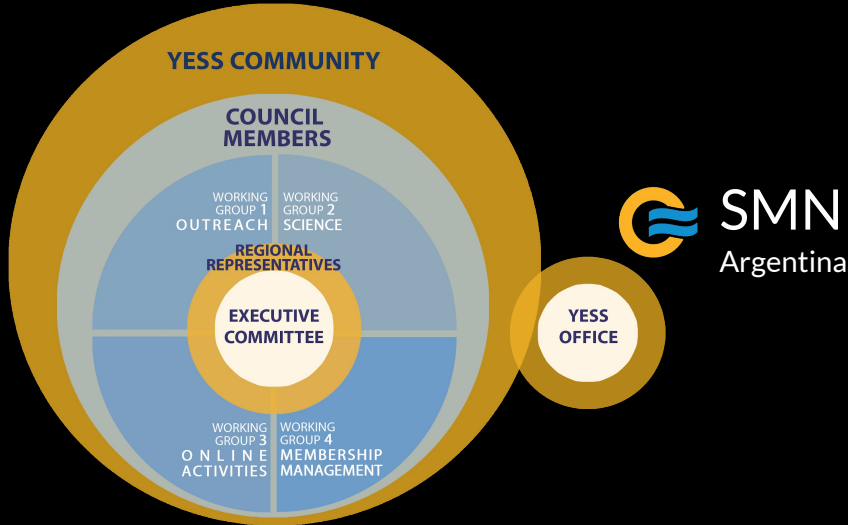 YESS COMMUNITY
COUNCIL
MEMBERS
WORKING
GROUP 1
OUTREACH
WORKING
GROUP 2
SCIENCE
REGIONAL
REPRESENTATIVES
EXECUTIVE
COMMITTEE
WORKING
GROUP 3
ONLINE
ACTIVITIES
WORKING
GROUP 4
MEMBERSHIP
MANAGEMENT
YESS
OFFICE
SMN
Argentina